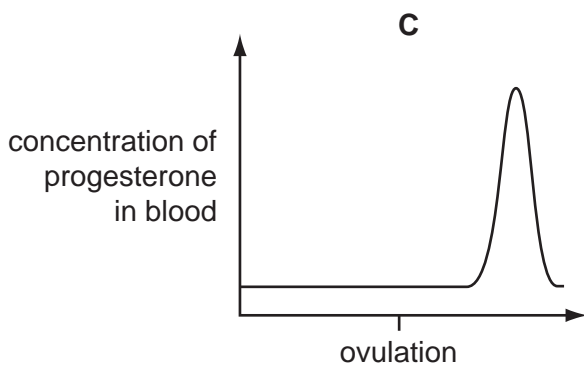 C
concentration of
progesterone
in blood
ovulation